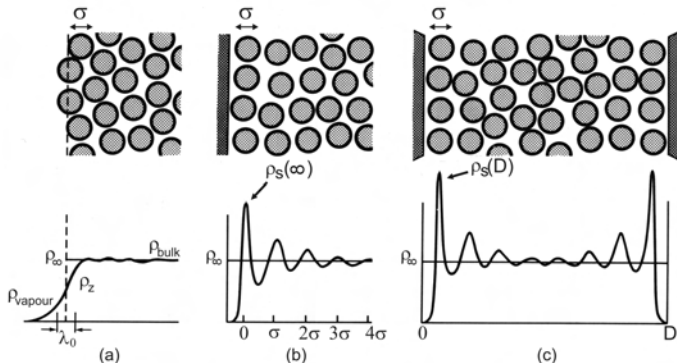 σ
σ
σ
ρₛ(∞)
ρₛ(D)
ρ∞
ρbulk
ρz
ρvapour
λ₀
(a)
ρ∞
0 σ 2σ 3σ 4σ
(b)
ρ∞
0 D
(c)